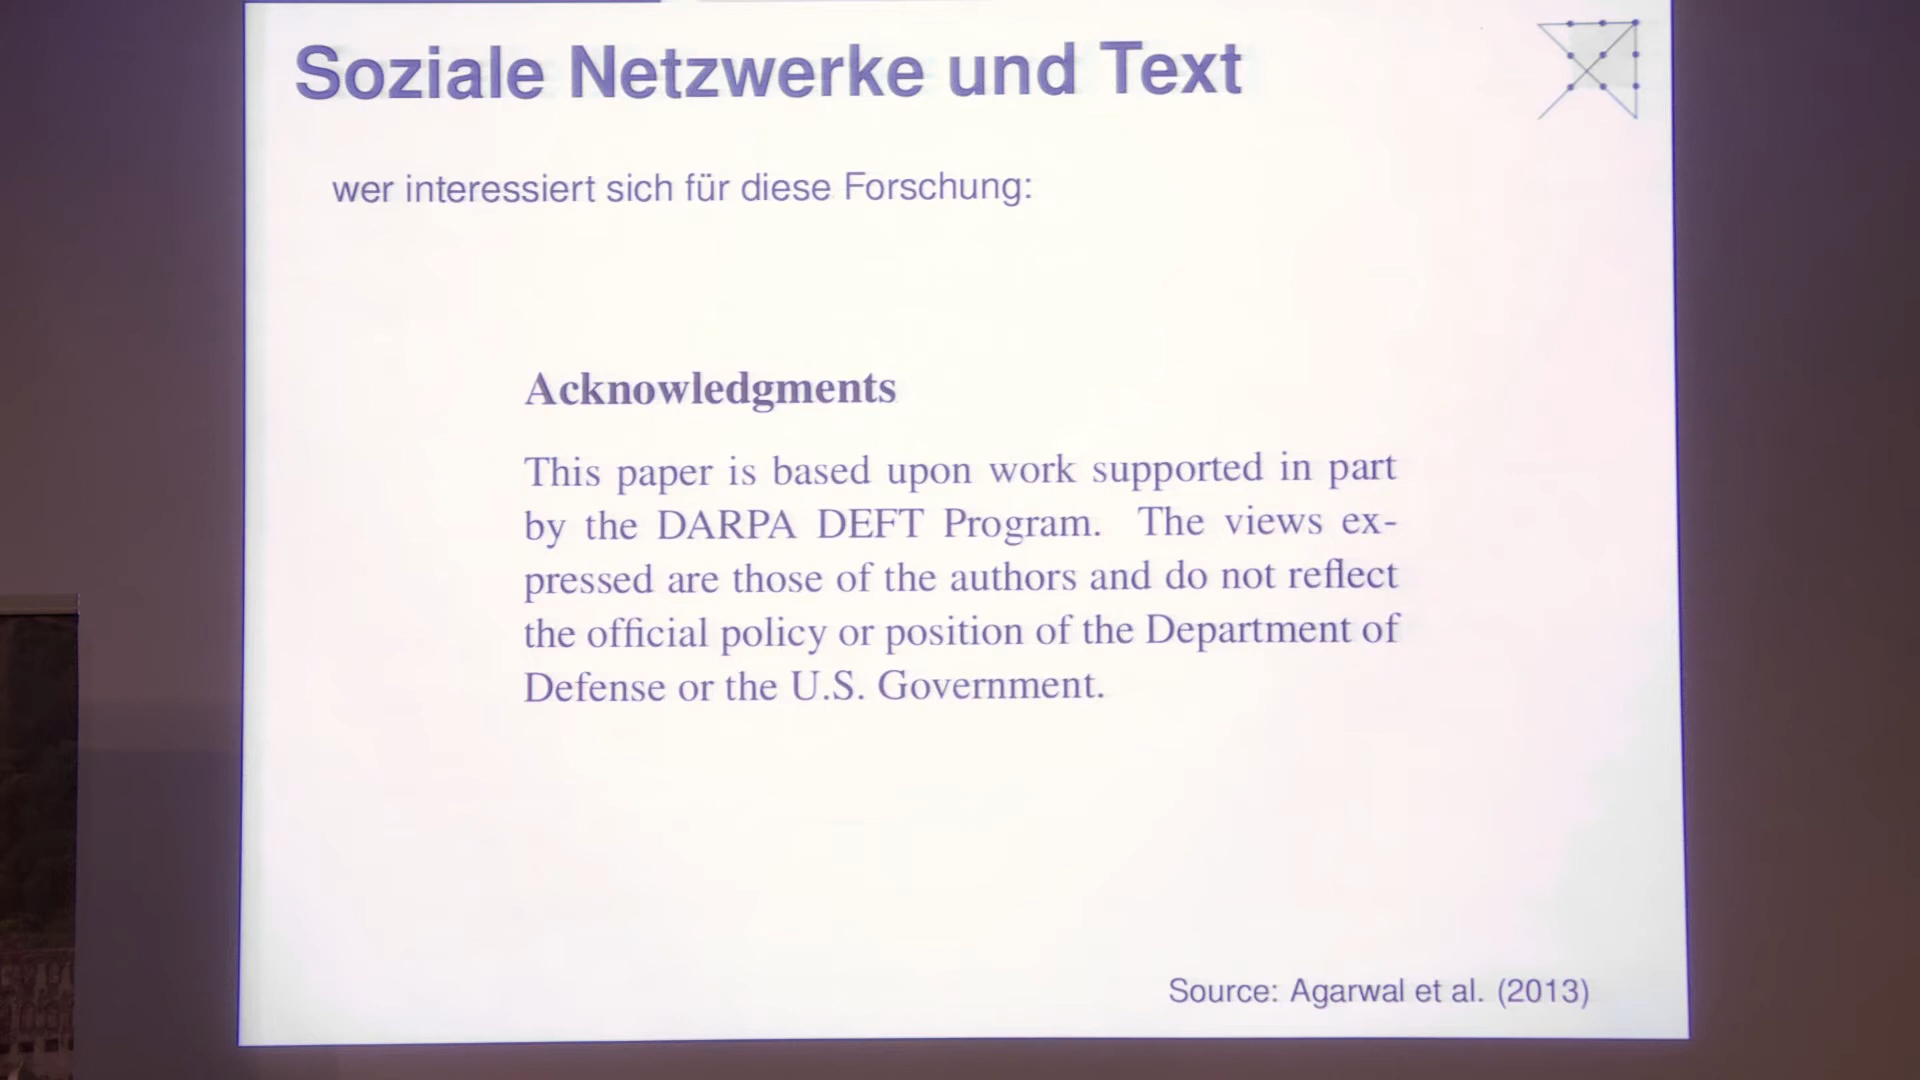 Soziale Netzwerke und Text
wer interessiert sich für diese Forschung:
Acknowledgments
This paper is based upon work supported in part
by the DARPA DEFT Program. The views ex-
pressed are those of the authors and do not reflect
the official policy or position of the Department of
Defense or the U.S. Government.
Source: Agarwal et al. (2013)